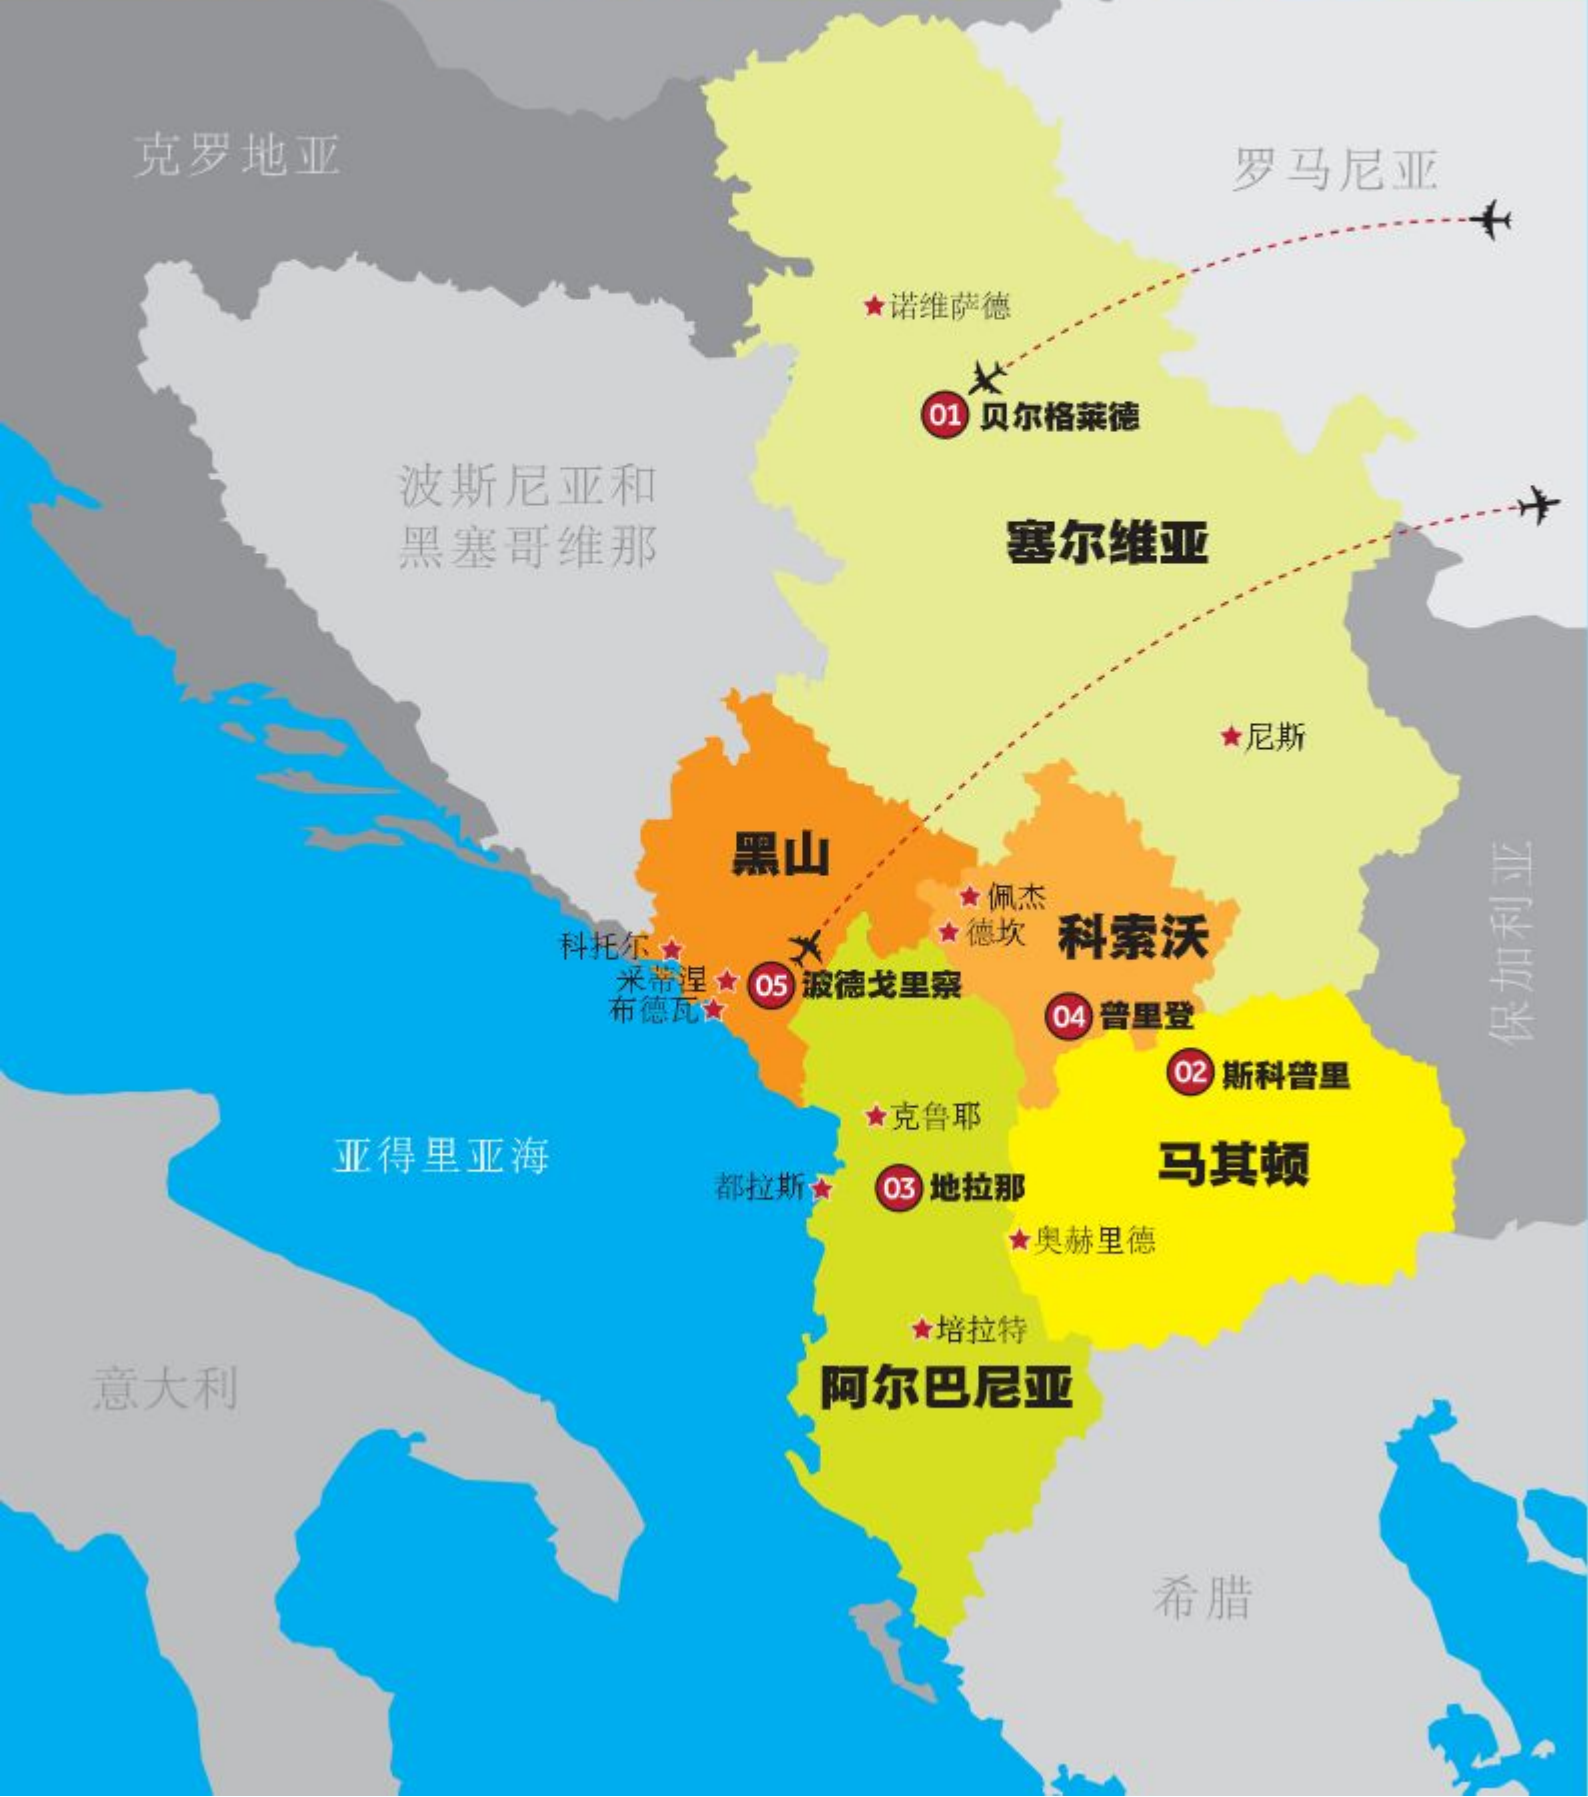 克罗地亚
罗马尼亚
诺维萨德
01 贝尔格莱德
波斯尼亚和
黑塞哥维那
塞尔维亚
尼斯
黑山
保加利亚
佩杰
德坎
科索沃
科托尔
采蒂涅
布德瓦
05 波德戈里察
04 普里登
02 斯科普里
克鲁耶
亚得里亚海
马其顿
都拉斯
03 地拉那
奥赫里德
培拉特
意大利
阿尔巴尼亚
希腊